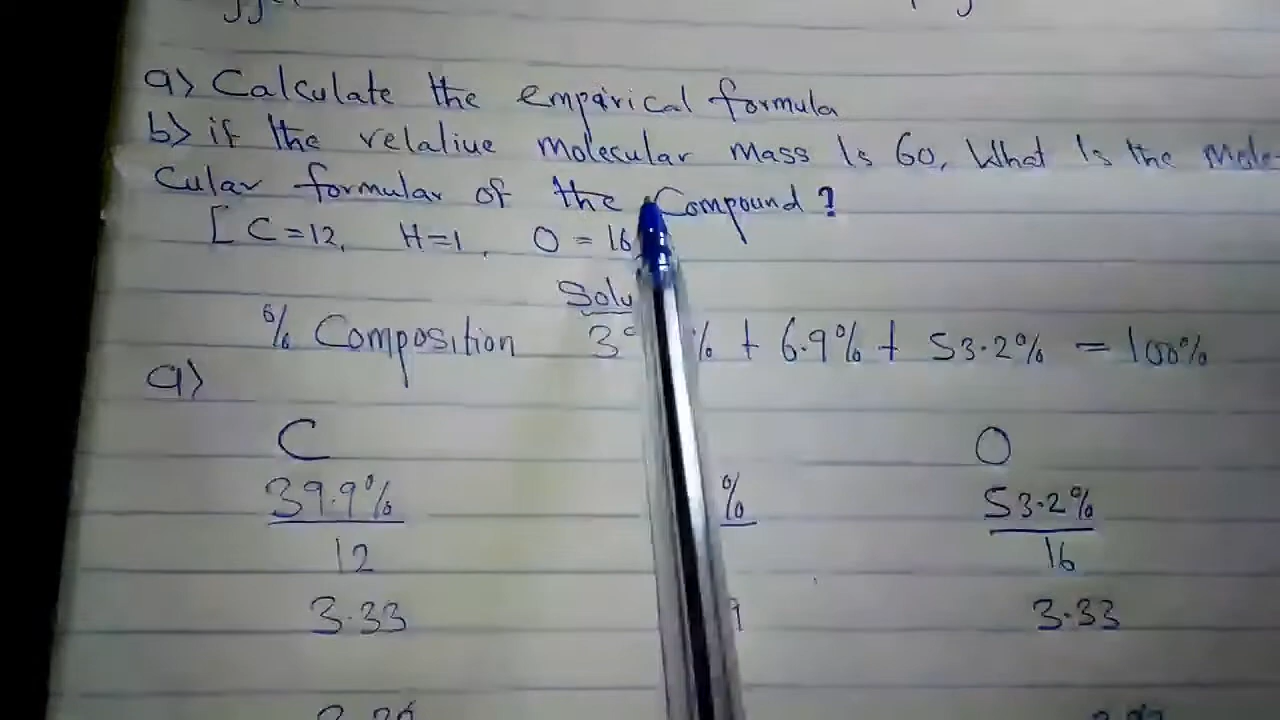 a) Calculate the empirical formula
b) if the relative molecular mass is 60, What is the mole-
cular formular of the Compound?
[C=12, H=1, O=16
Solu
% Composition % + 6.9% + 53.2% = 100%
a)
C O
39.9% % 53.2%
12 16
3.33 3.33